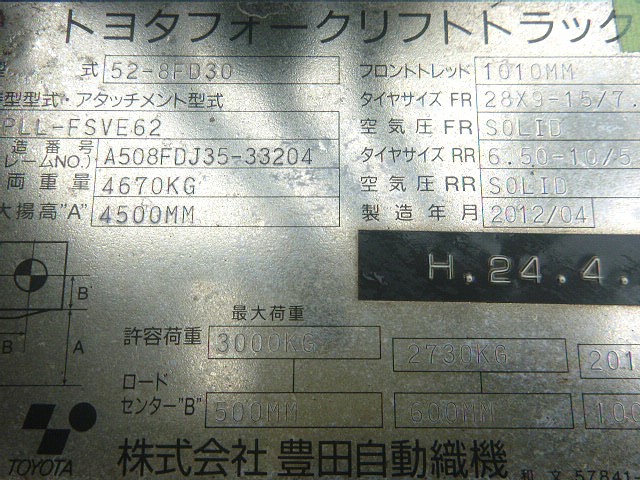 トヨタフォークリフトトラック
型 式 52-8FD30 フロントトレッド 1010MM
型型式・アタッチメント型式 タイヤサイズ FR 28X9-15/7.
PLL-FSVE62 空気圧 FR SOLID
造番号
レームNO.) A508FDJ35-33204 タイヤサイズ RR 6.50-10/5
両重量 4670KG 空気圧 RR SOLID
大揚高"A" 4500MM 製造年月 2012/04
H.24.4.
B
A
B
最大荷重
許容荷重 3000KG 2730KG 201
ロード
センター"B" 500MM 600MM 100
TOYOTA 株式会社 豊田自動織機
和文 57841